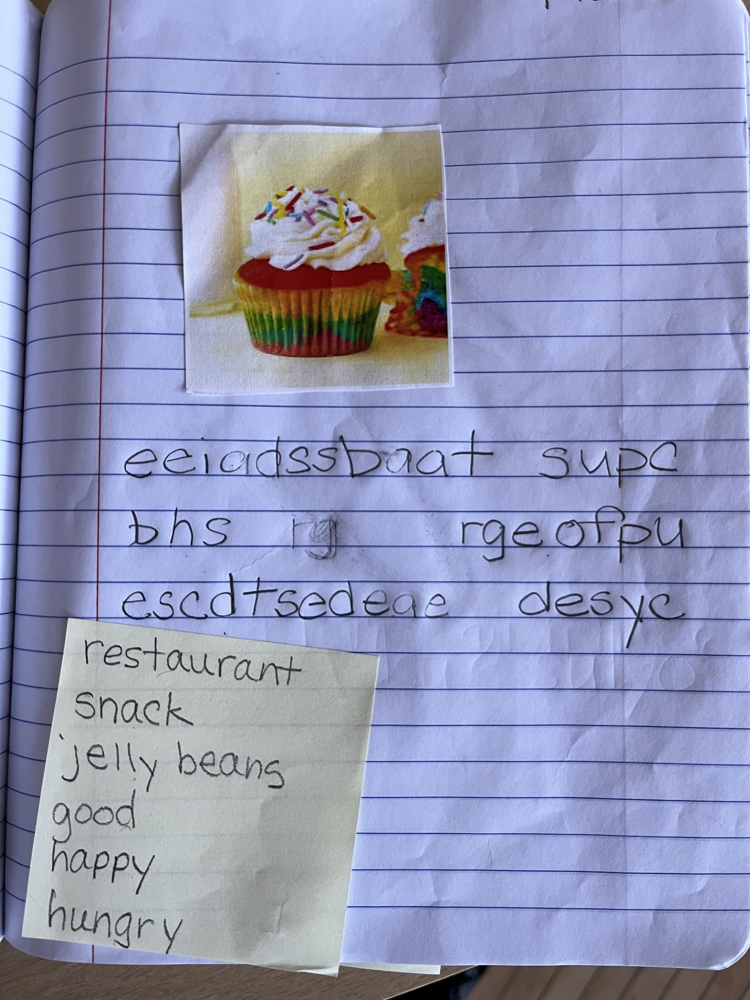 eeiadssbaat supc
bhs rg rgeofpu
escdtsedeae desyc
restaurant
snack
jelly beans
good
happy
hungry